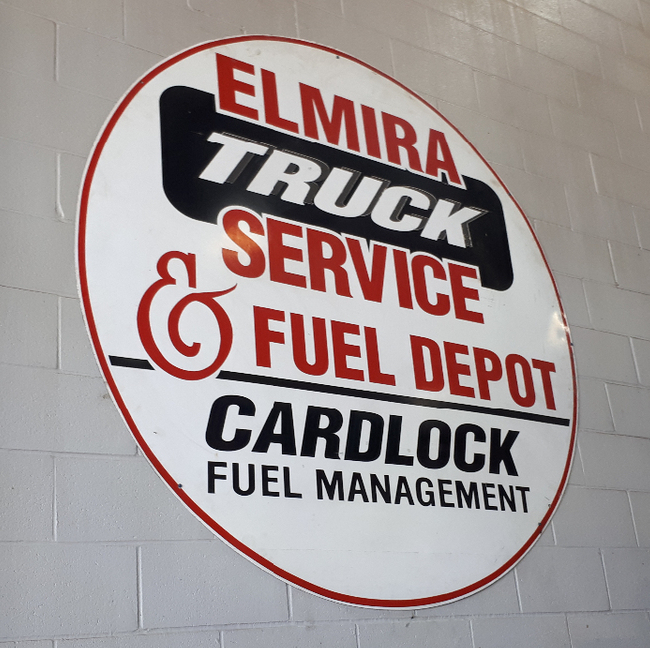 ELMIRA
TRUCK
SERVICE
& FUEL DEPOT
CARDLOCK
FUEL MANAGEMENT